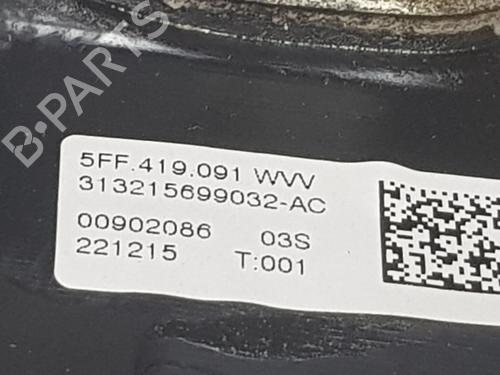 B-PARTS
5FF.419.091 WVV
313215699032-AC
00902086 03S
221215 T:001